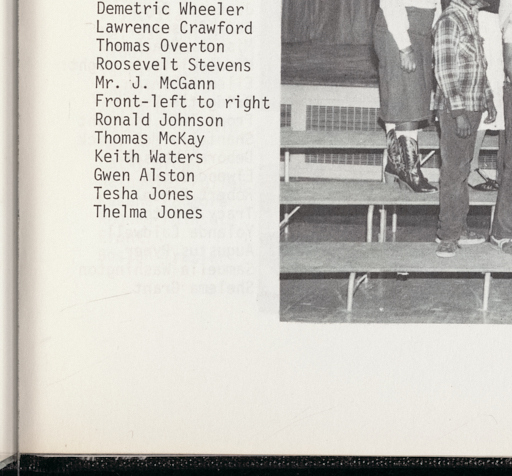 Demetric Wheeler
Lawrence Crawford
Thomas Overton
Roosevelt Stevens
Mr. J. McGann
Front-left to right
Ronald Johnson
Thomas McKay
Keith Waters
Gwen Alston
Tesha Jones
Thelma Jones